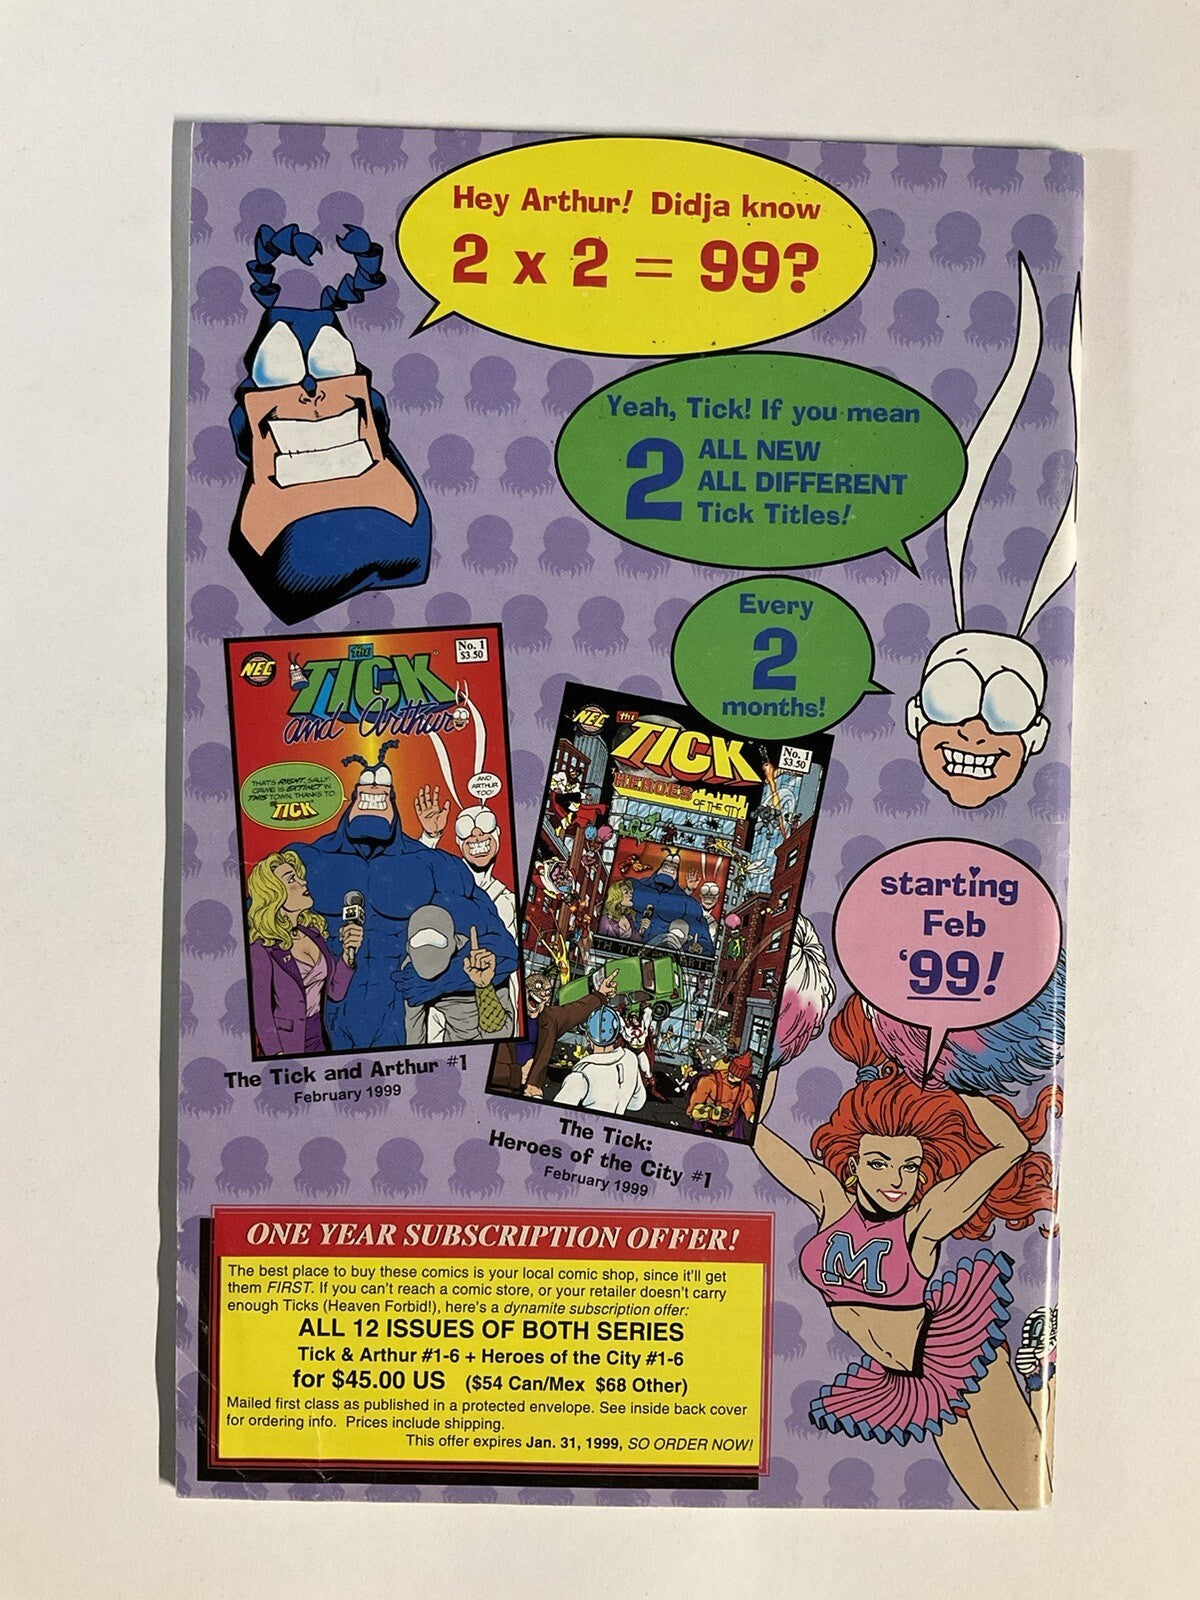 Hey Arthur! Didja know
2 x 2 = 99?
Yeah, Tick! If you mean
2 ALL NEW
ALL DIFFERENT
Tick Titles!
Every
2
months!
NEC
THE
TICK
and Arthur
No. 1
$3.50
THAT'S RIGHT, SALLY!
CRIME IS EXTINCT IN
THIS TOWN, THANKS TO
TICK
AND
ARTHUR
TOO!
The Tick and Arthur #1
February 1999
NEC
THE
TICK
HEROES
OF THE CITY
No. 1
$3.50
The Tick:
Heroes of the City #1
February 1999
starting
Feb
'99!
M
ONE YEAR SUBSCRIPTION OFFER!
The best place to buy these comics is your local comic shop, since it'll get
them FIRST. If you can't reach a comic store, or your retailer doesn't carry
enough Ticks (Heaven Forbid!), here's a dynamite subscription offer:
ALL 12 ISSUES OF BOTH SERIES
Tick & Arthur #1-6 + Heroes of the City #1-6
for $45.00 US ($54 Can/Mex $68 Other)
Mailed first class as published in a protected envelope. See inside back cover
for ordering info. Prices include shipping.
This offer expires Jan. 31, 1999, SO ORDER NOW!